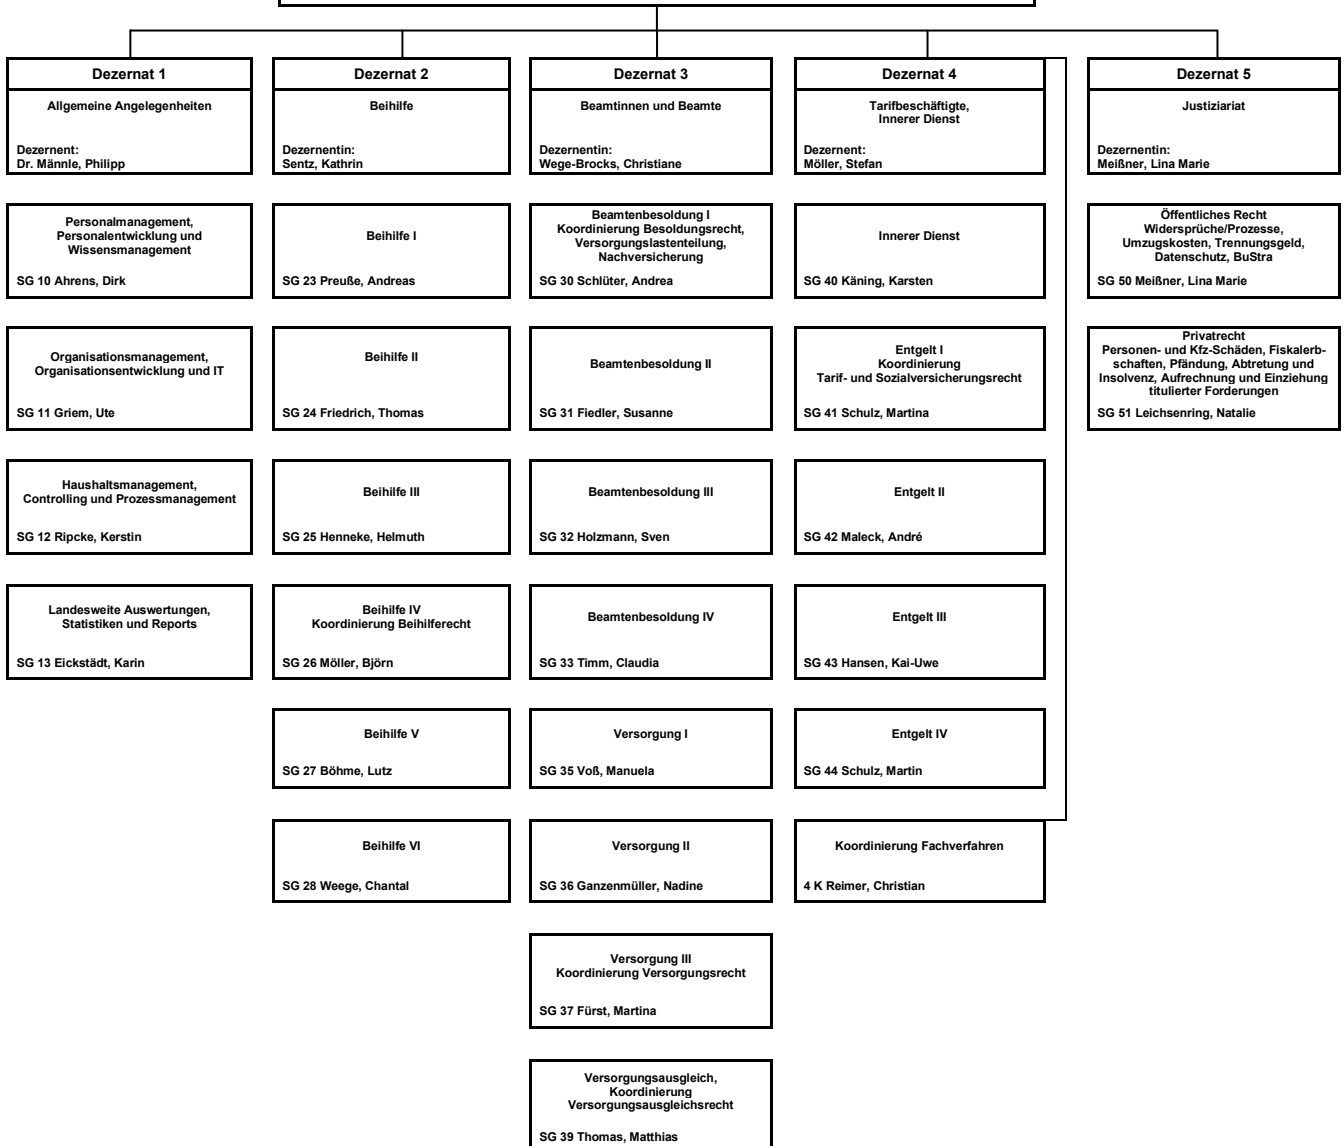 Dezernat 1
Allgemeine Angelegenheiten
Dezernent:
Dr. Männle, Philipp
Personalmanagement,
Personalentwicklung und
Wissensmanagement
SG 10 Ahrens, Dirk
Organisationsmanagement,
Organisationsentwicklung und IT
SG 11 Griem, Ute
Haushaltsmanagement,
Controlling und Prozessmanagement
SG 12 Ripcke, Kerstin
Landesweite Auswertungen,
Statistiken und Reports
SG 13 Eickstädt, Karin
Dezernat 2
Beihilfe
Dezernentin:
Sentz, Kathrin
Beihilfe I
SG 23 Preuße, Andreas
Beihilfe II
SG 24 Friedrich, Thomas
Beihilfe III
SG 25 Henneke, Helmuth
Beihilfe IV
Koordinierung Beihilferecht
SG 26 Möller, Björn
Beihilfe V
SG 27 Böhme, Lutz
Beihilfe VI
SG 28 Weege, Chantal
Dezernat 3
Beamtinnen und Beamte
Dezernentin:
Wege-Brocks, Christiane
Beamtenbesoldung I
Koordinierung Besoldungsrecht,
Versorgungslastenteilung,
Nachversicherung
SG 30 Schlüter, Andrea
Beamtenbesoldung II
SG 31 Fiedler, Susanne
Beamtenbesoldung III
SG 32 Holzmann, Sven
Beamtenbesoldung IV
SG 33 Timm, Claudia
Versorgung I
SG 35 Voß, Manuela
Versorgung II
SG 36 Ganzenmüller, Nadine
Versorgung III
Koordinierung Versorgungsrecht
SG 37 Fürst, Martina
Versorgungsausgleich,
Koordinierung
Versorgungsausgleichsrecht
SG 39 Thomas, Matthias
Dezernat 4
Tarifbeschäftigte,
Innerer Dienst
Dezernent:
Möller, Stefan
Innerer Dienst
SG 40 Käning, Karsten
Entgelt I
Koordinierung
Tarif- und Sozialversicherungsrecht
SG 41 Schulz, Martina
Entgelt II
SG 42 Maleck, André
Entgelt III
SG 43 Hansen, Kai-Uwe
Entgelt IV
SG 44 Schulz, Martin
Koordinierung Fachverfahren
4 K Reimer, Christian
Dezernat 5
Justiziariat
Dezernentin:
Meißner, Lina Marie
Öffentliches Recht
Widersprüche/Prozesse,
Umzugskosten, Trennungsgeld,
Datenschutz, BuStra
SG 50 Meißner, Lina Marie
Privatrecht
Personen- und Kfz-Schäden, Fiskalerb-
schaften, Pfändung, Abtretung und
Insolvenz, Aufrechnung und Einziehung
titulierter Forderungen
SG 51 Leichsenring, Natalie